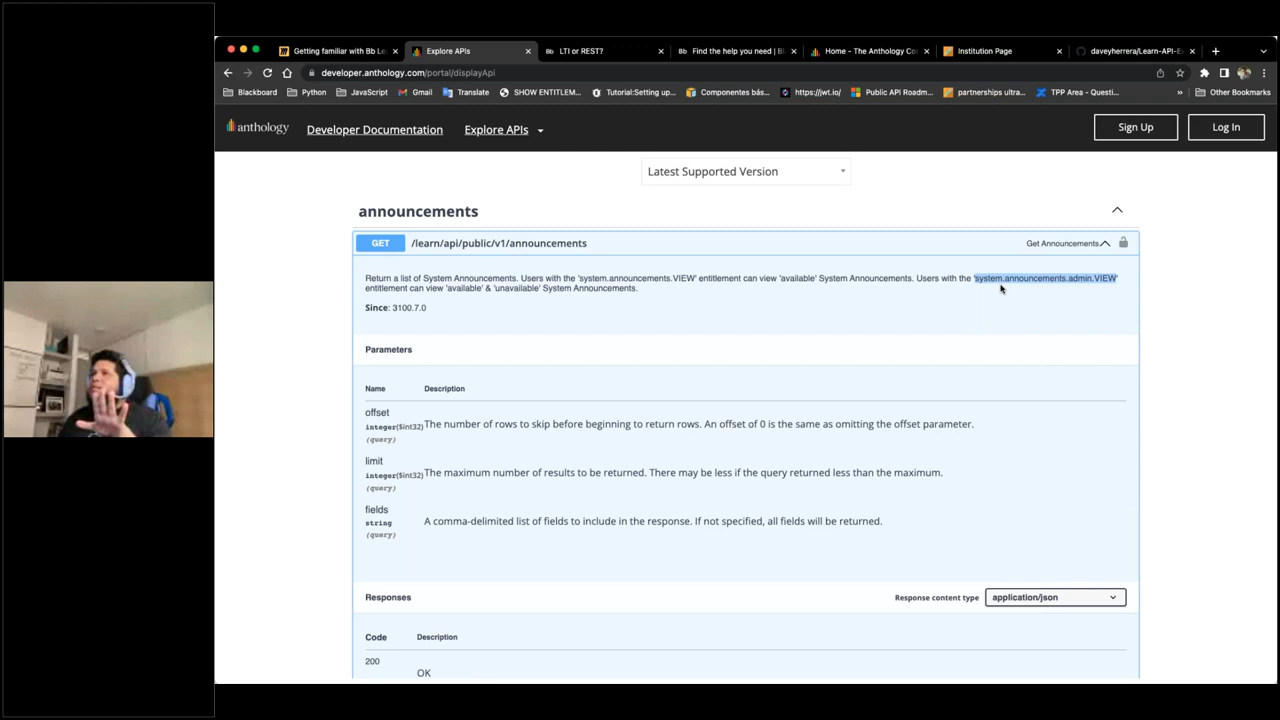 Getting familiar with Bb Le
Explore APIs
LTI or REST?
Bb Find the help you need | B
Home - The Anthology Co
Institution Page
daveyherrera/Learn-API-E
developer.anthology.com/portal/displayApi
Blackboard
Python
JavaScript
Gmail
Translate
SHOW ENTITLEM...
Tutorial:Setting up...
Componentes bás...
https://jwt.io/
Public API Roadm...
partnerships ultra...
TPP Area - Questi...
»
Other Bookmarks
anthology
Developer Documentation
Explore APIs
Sign Up
Log In
Latest Supported Version
announcements
GET /learn/api/public/v1/announcements Get Announcements
Return a list of System Announcements. Users with the 'system.announcements.VIEW' entitlement can view 'available' System Announcements. Users with the 'system.announcements.admin.VIEW'
entitlement can view 'available' & 'unavailable' System Announcements.
Since: 3100.7.0
Parameters
Name Description
offset
integer($int32) The number of rows to skip before beginning to return rows. An offset of 0 is the same as omitting the offset parameter.
(query)
limit
integer($int32) The maximum number of results to be returned. There may be less if the query returned less than the maximum.
(query)
fields
string A comma-delimited list of fields to include in the response. If not specified, all fields will be returned.
(query)
Responses Response content type application/json
Code Description
200
OK